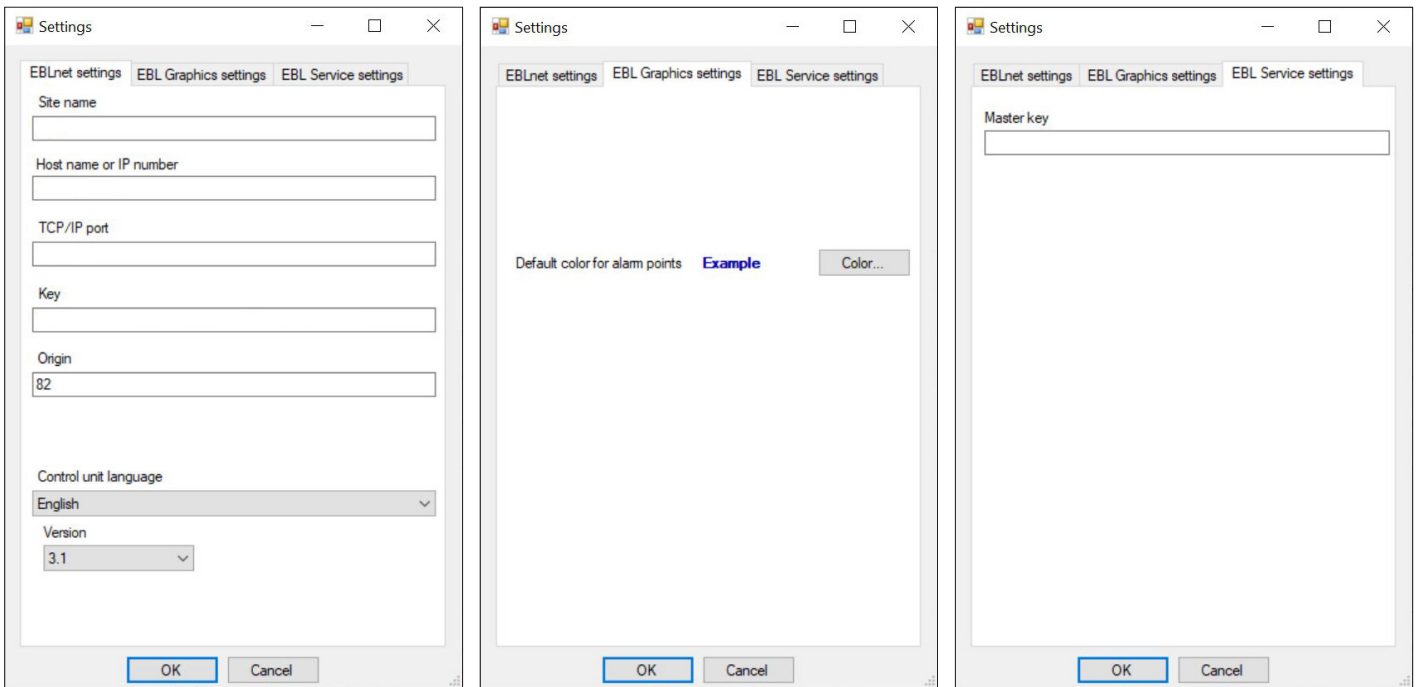 Settings
EBLnet settings EBL Graphics settings EBL Service settings
Site name
Host name or IP number
TCP/IP port
Key
Origin
82
Control unit language
English
Version
3.1
OK Cancel
Settings
EBLnet settings EBL Graphics settings EBL Service settings
Default color for alarm points Example Color...
OK Cancel
Settings
EBLnet settings EBL Graphics settings EBL Service settings
Master key
OK Cancel